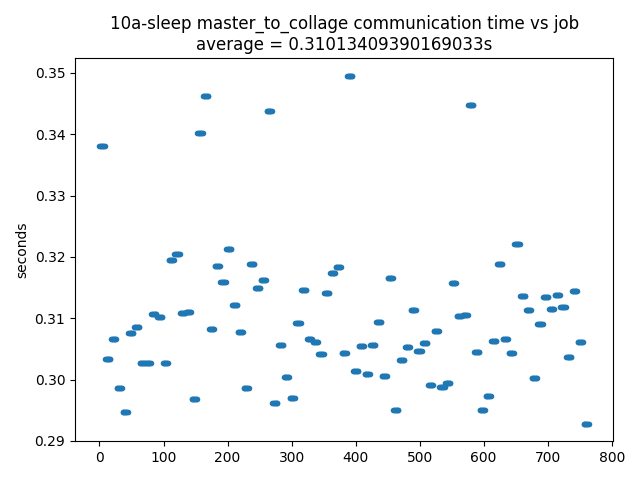 10a-sleep master_to_collage communication time vs job
average = 0.31013409390169033s
0.35
0.34
0.33
0.32
0.31
0.30
0.29
seconds
0 100 200 300 400 500 600 700 800